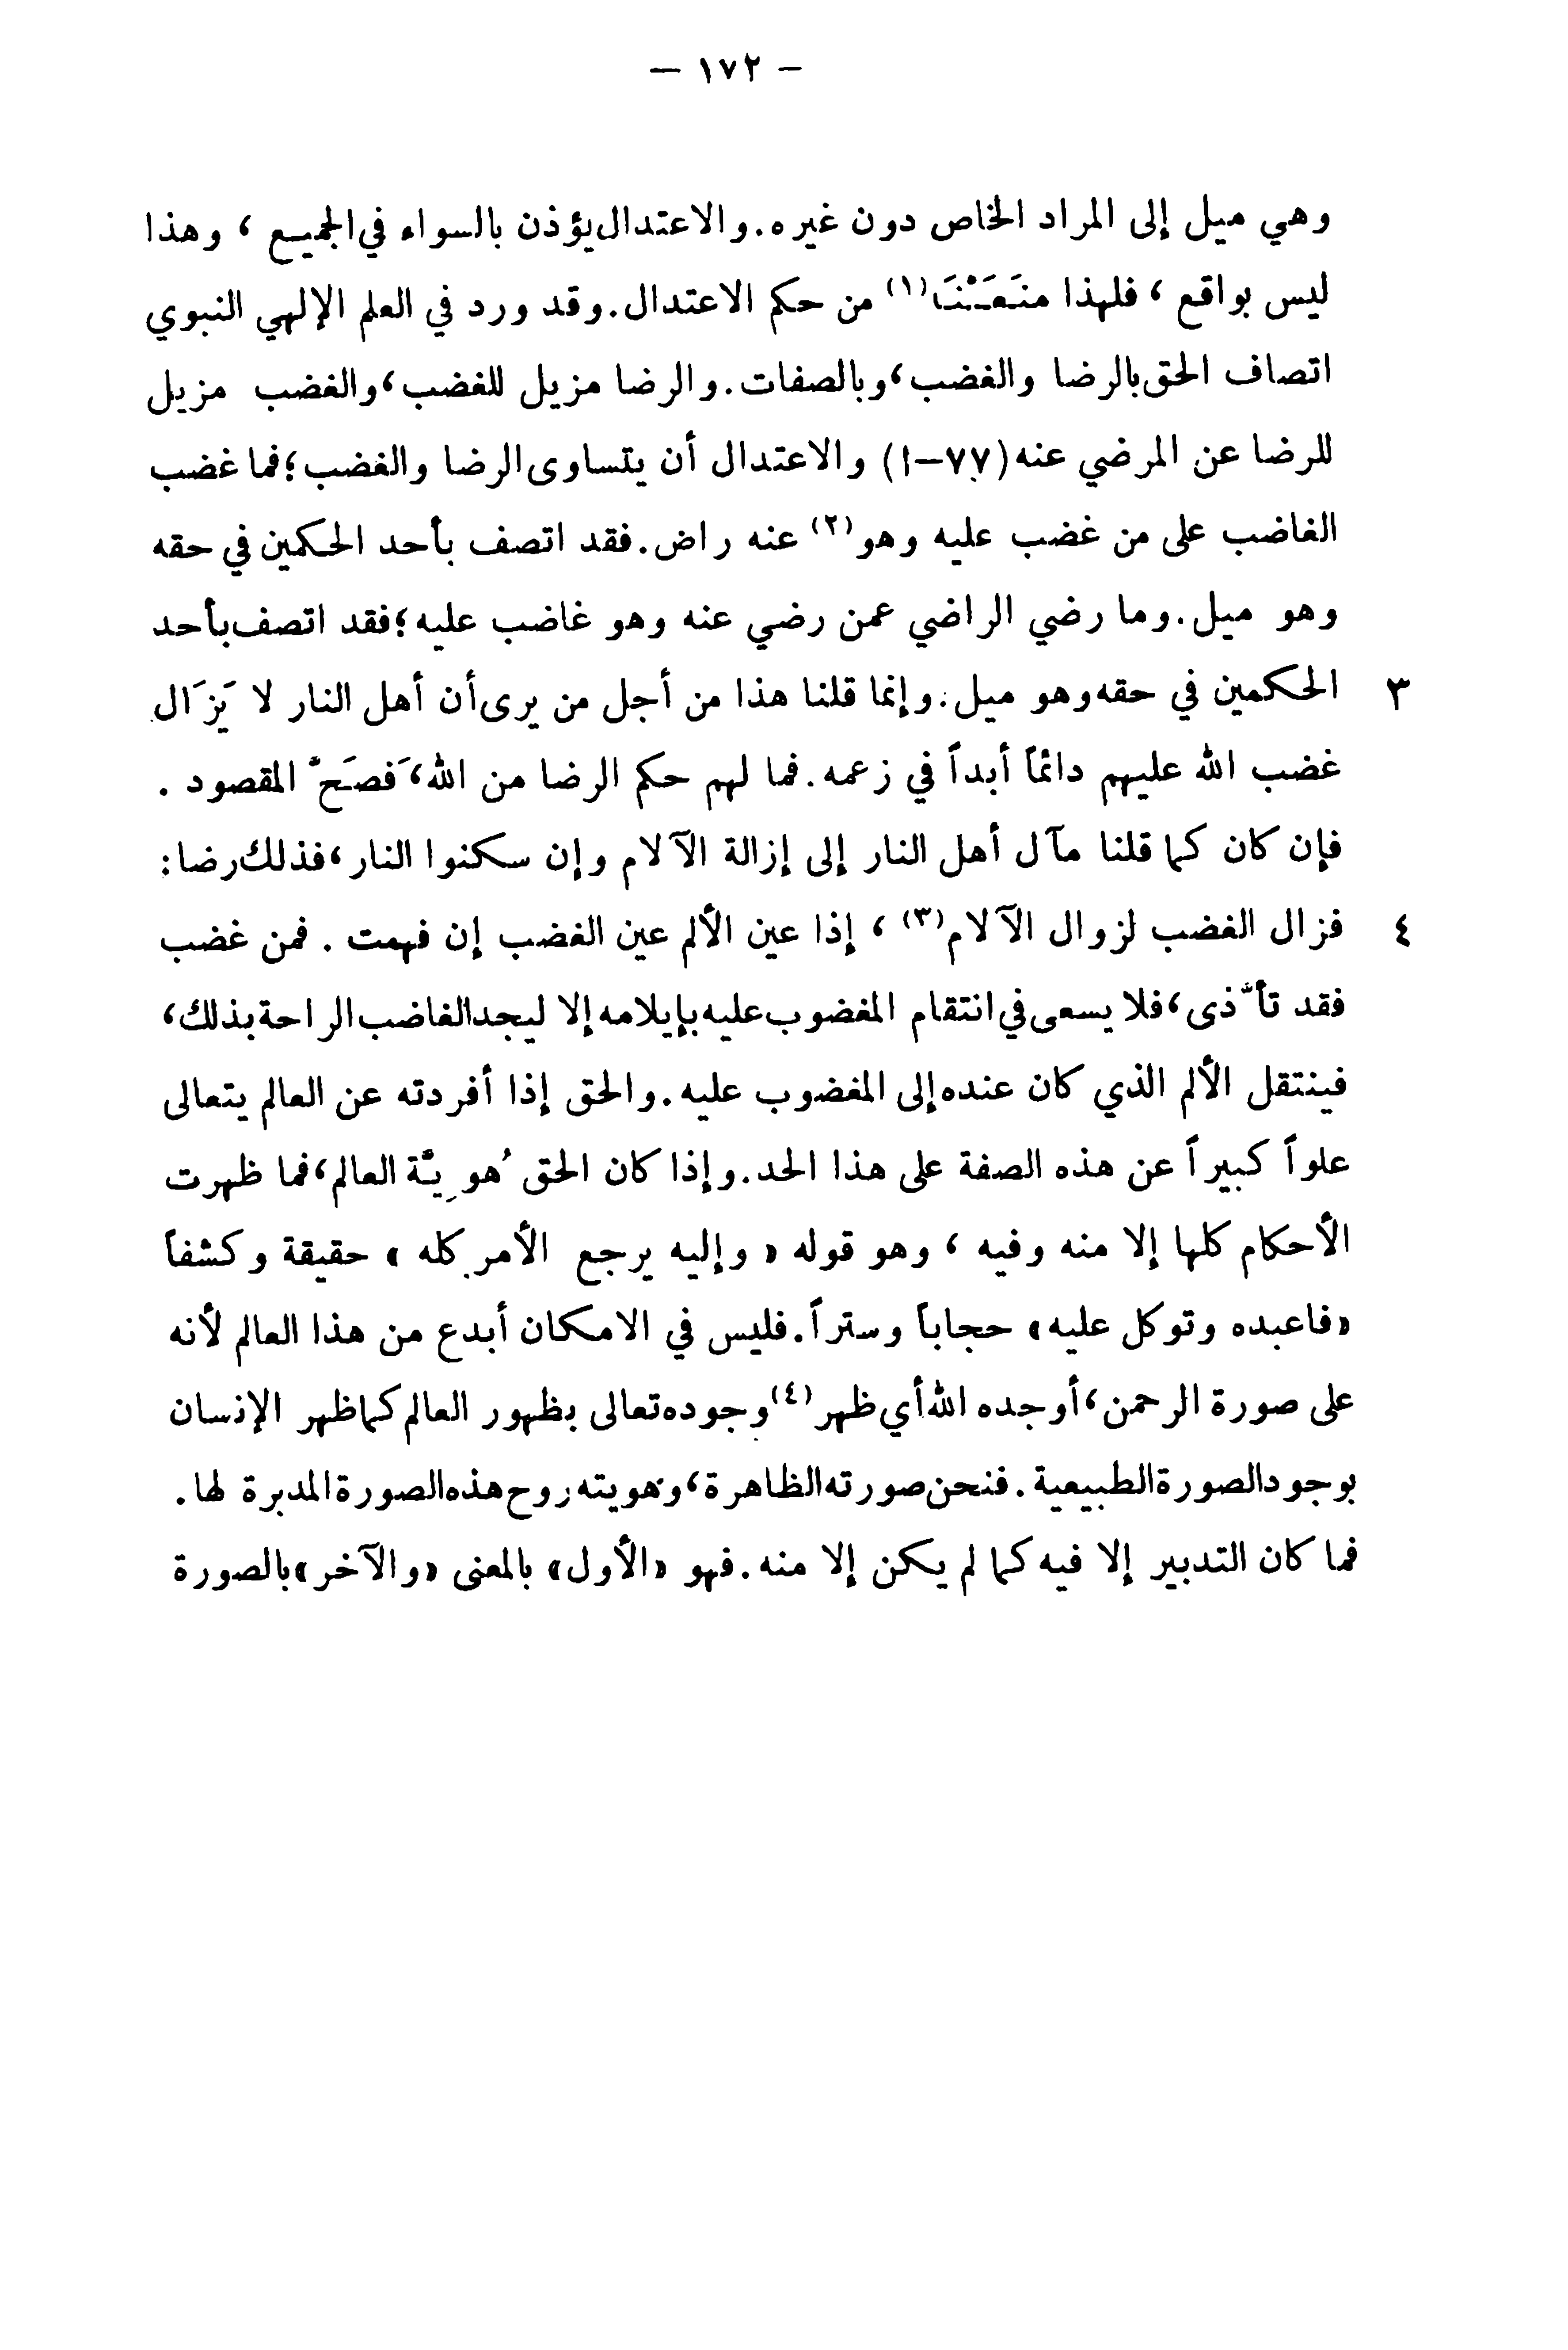 — ١٧٢ —
وهي ميل إلى المراد الخاص دون غيره. والاعتدال يؤذن بالسواء في الجميع ، وهذا
ليس بواقع ، فلهذا منَعَـنْنَا(١) من حكم الاعتدال. وقد ورد في العلم الإلهي النبوي
اتصاف الحق بالرضا والغضب ، وبالصفات. والرضا مزيل للغضب ، والغضب مزيل
للرضا عن المرضي عنه (٧٧–١) والاعتدال أن يتساوى الرضا والغضب ؛ فما غضب
الغاضب على من غضب عليه وهو(٢) عنه راض. فقد اتصف بأحد الحكمين في حقه
وهو ميل. وما رضي الراضي عمن رضي عنه وهو غاضب عليه ؛ فقد اتصف بأحد
٣ الحكمين في حقه وهو ميل. وإنما قلنا هذا من أجل من يرى أن أهل النار لا يَزَال
غضب الله عليهم دائماً أبداً في زعمه. فما لهم حكم الرضا من الله ، فَصَحَّ المقصود .
فإن كان كما قلنا مآل أهل النار إلى إزالة الآلام وإن سكنوا النار ، فذلك رضا :
٤ فزال الغضب لزوال الآلام(٣) ، إذا عين الألم عين الغضب إن فهمت . فمن غضب
فقد تأذَّى ، فلا يسعى في انتقام المغضوب عليه بإيلامه إلا ليجد الغاضب الراحة بذلك ،
فينتقل الألم الذي كان عنده إلى المغضوب عليه. والحق إذا أفردته عن العالم يتعالى
علواً كبيراً عن هذه الصفة على هذا الحد. وإذا كان الحق هُوِيَّة العالم ، فما ظهرت
الأحكام كلها إلا منه وفيه ، وهو قوله « وإليه يرجع الأمر كله » حقيقة وكشفاً
«فاعبده وتوكل عليه» حجاباً وستراً. فليس في الامكان أبدع من هذا العالم لأنه
على صورة الرحمن ، أوجده الله أي ظهر(٤) وجوده تعالى بظهور العالم كما ظهر الإنسان
بوجود الصورة الطبيعية. فنحن صورته الظاهرة ، وهويته روح هذه الصورة المدبرة لها.
فما كان التدبير إلا فيه كما لم يكن إلا منه. فهو «الأول» بالمعنى «والآخر» بالصورة